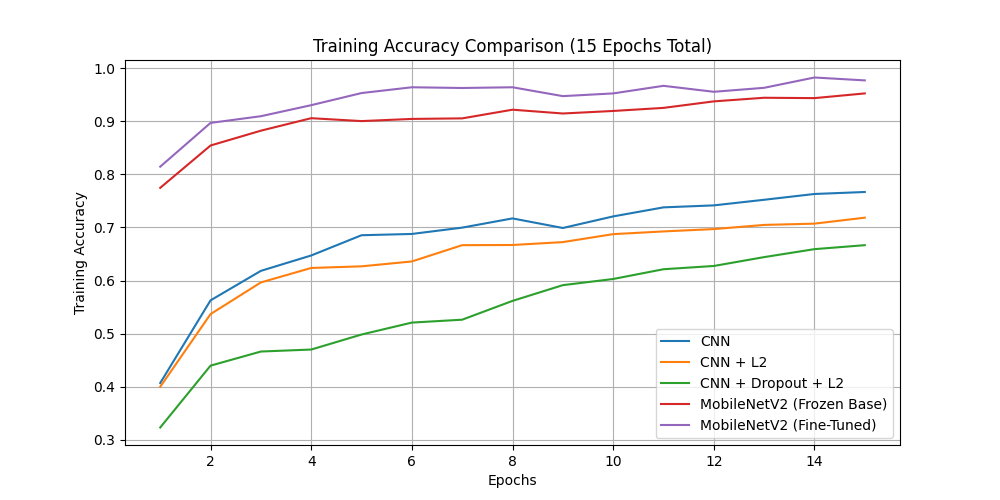 Training Accuracy Comparison (15 Epochs Total)
Training Accuracy
1.0
0.9
0.8
0.7
0.6
0.5
0.4
0.3
CNN
CNN + L2
CNN + Dropout + L2
MobileNetV2 (Frozen Base)
MobileNetV2 (Fine-Tuned)
2 4 6 8 10 12 14
Epochs